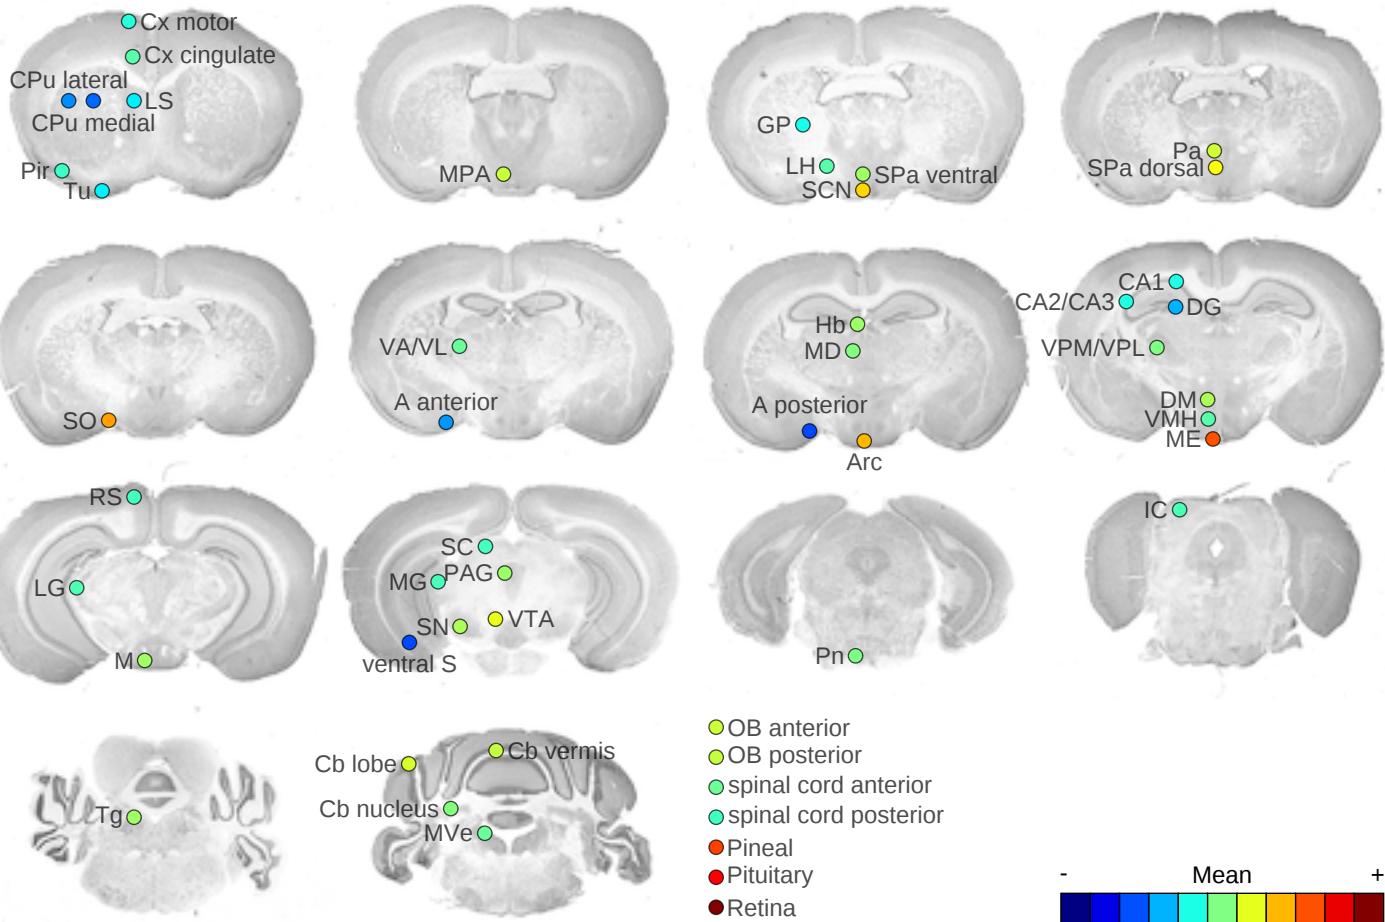 Cx motor
Cx cingulate
CPu lateral
LS
CPu medial
Pir
Tu
MPA
GP
LH
SPa ventral
SCN
Pa
SPa dorsal
SO
VA/VL
A anterior
Hb
MD
A posterior
Arc
CA1
CA2/CA3
DG
VPM/VPL
DM
VMH
ME
RS
LG
M
SC
MG
PAG
SN
VTA
ventral S
Pn
IC
Tg
Cb lobe
Cb vermis
Cb nucleus
MVe
OB anterior
OB posterior
spinal cord anterior
spinal cord posterior
Pineal
Pituitary
Retina
- Mean +